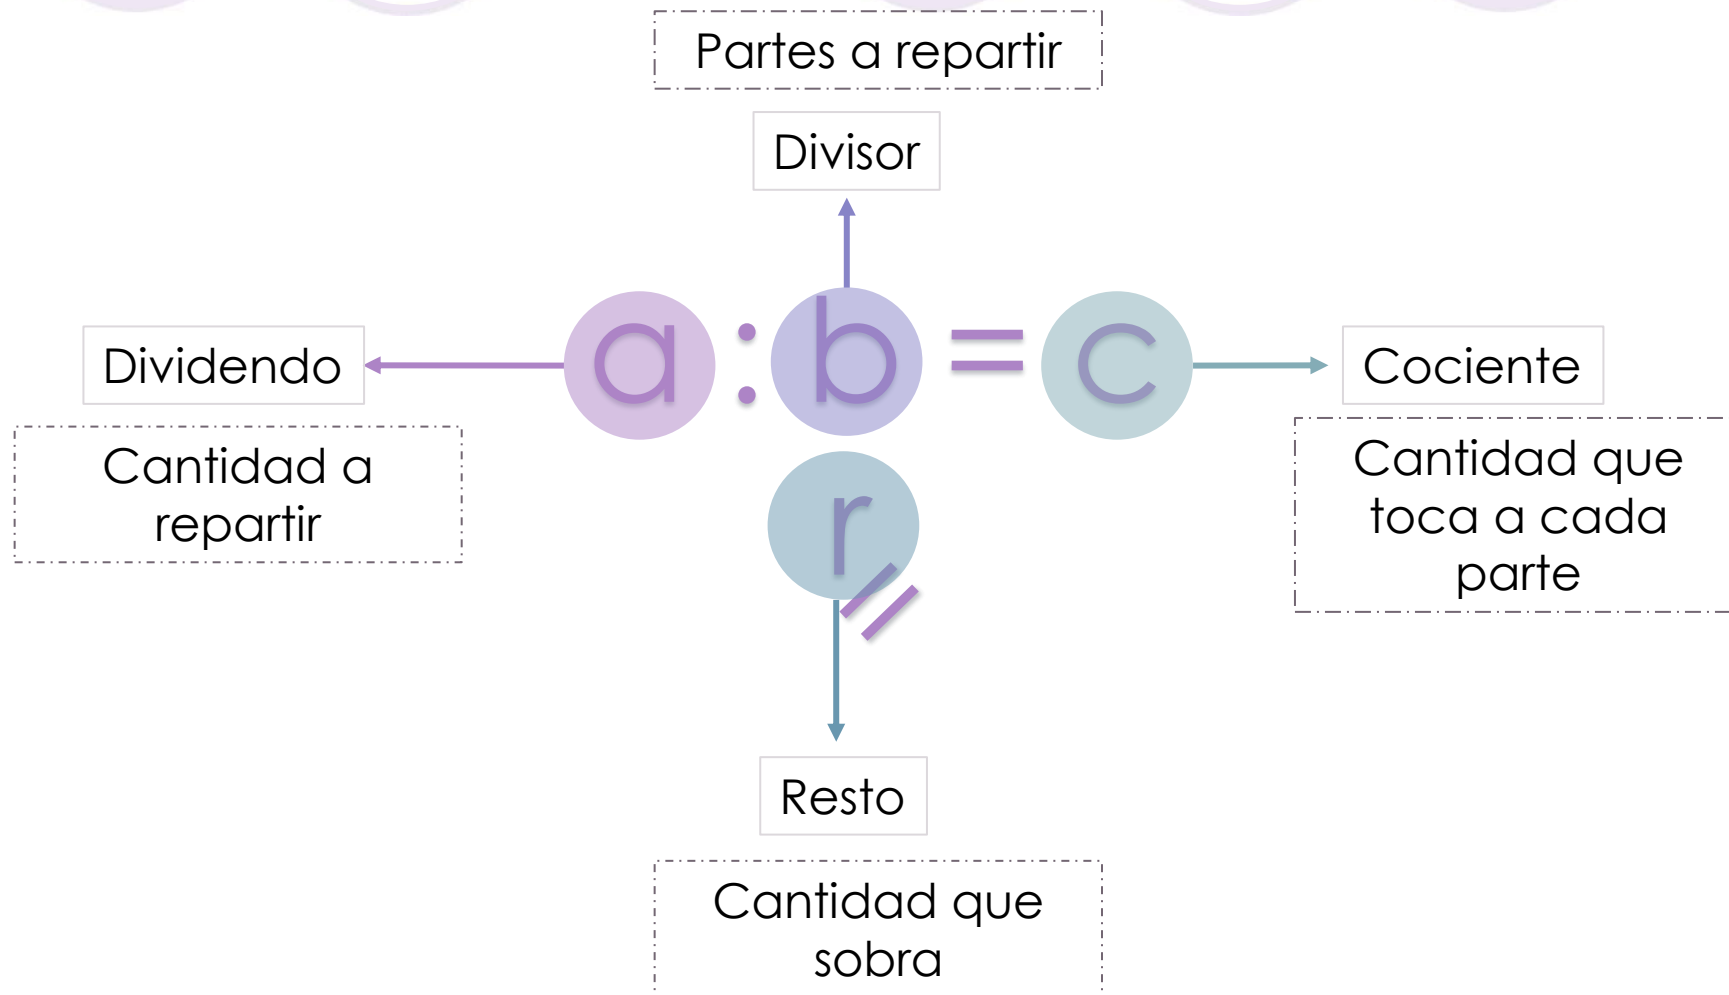 Partes a repartir
Divisor
a : b = c
Dividendo
Cociente
Cantidad a
repartir
Cantidad que
toca a cada
parte
r
Resto
Cantidad que
sobra